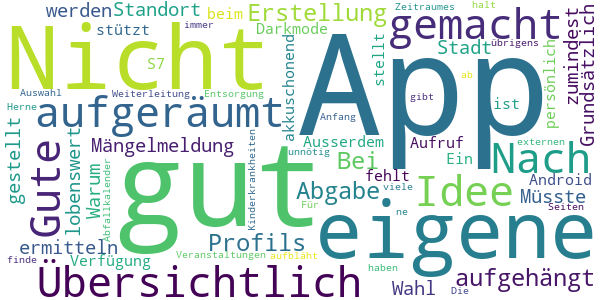 werden Standort beim Erstellung gemacht Zeitraumes halt
stützt immer Darkmode übrigens
Nicht S7 akkuschonend stellt App Stadt zumindest
Auswahl Weiterleitung Entsorgung persönlich Grundsätzlich
Herne aufgeräumt Anfang gibt ab ist
gestellt Gute lobenswert Mängelmeldung Kinderkrankheiten Ausserdem Aufruf Ein externen
Warum Abfallkalender gut unnötig Bei fehlt Nach
Für Abgabe viele Idee Android Müsste
ne Seiten
ermitteln Profils eigene
Verfügung Veranstaltungen haben Die
finde Übersichtlich aufbläht aufgehängt Wahl